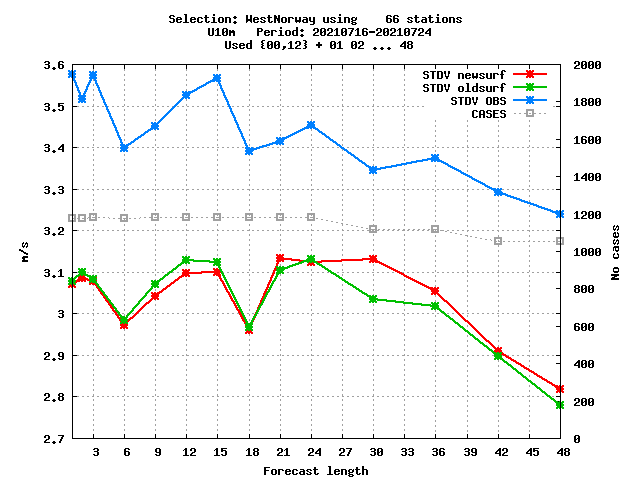 Selection: WestNorway using    66 stations
U10m   Period: 20210716-20210724
Used {00,12} + 01 02 ... 48
STDV newsurf
STDV oldsurf
STDV OBS
CASES
3,6
3,5
3,4
3,3
3,2
3,1
3
2,9
2,8
2,7
m/s
2000
1800
1600
1400
1200
1000
800
600
400
200
0
No cases
3 6 9 12 15 18 21 24 27 30 33 36 39 42 45 48
Forecast length